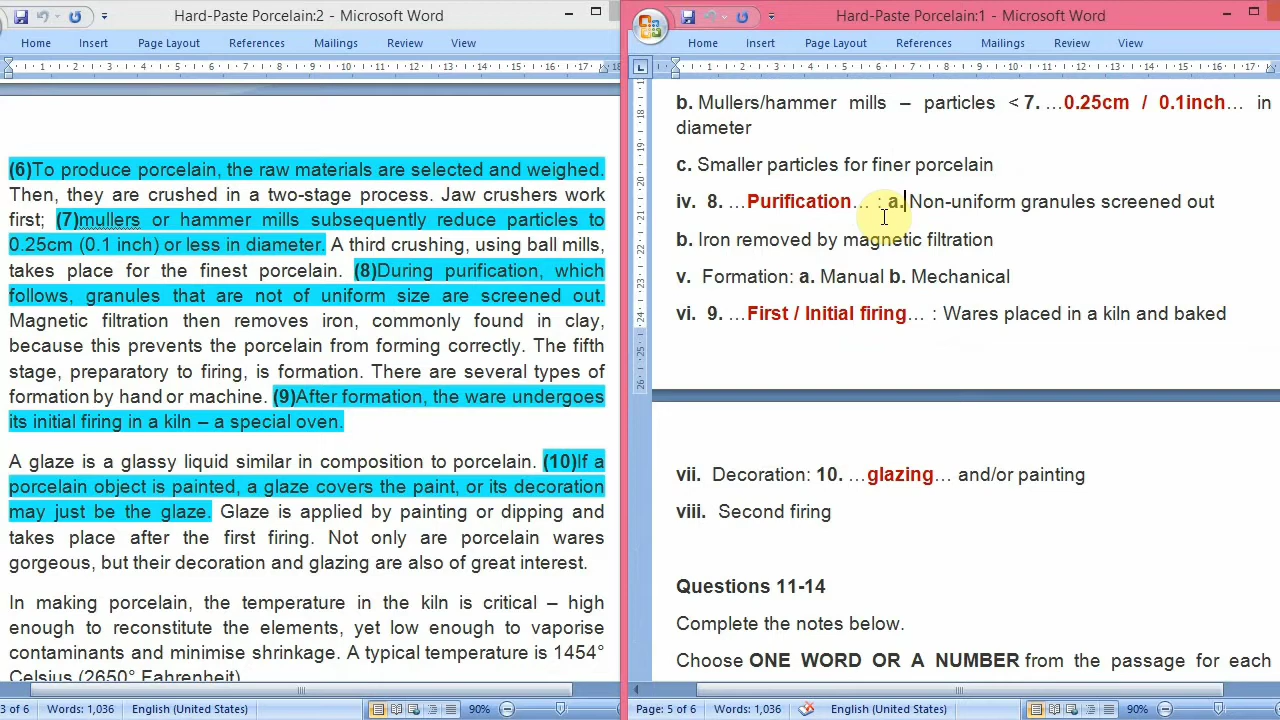 Hard-Paste Porcelain:2 - Microsoft Word
Home Insert Page Layout References Mailings Review View
(6)To produce porcelain, the raw materials are selected and weighed.
Then, they are crushed in a two-stage process. Jaw crushers work
first; (7)mullers or hammer mills subsequently reduce particles to
0.25cm (0.1 inch) or less in diameter. A third crushing, using ball mills,
takes place for the finest porcelain. (8)During purification, which
follows, granules that are not of uniform size are screened out.
Magnetic filtration then removes iron, commonly found in clay,
because this prevents the porcelain from forming correctly. The fifth
stage, preparatory to firing, is formation. There are several types of
formation by hand or machine. (9)After formation, the ware undergoes
its initial firing in a kiln – a special oven.
A glaze is a glassy liquid similar in composition to porcelain. (10)If a
porcelain object is painted, a glaze covers the paint, or its decoration
may just be the glaze. Glaze is applied by painting or dipping and
takes place after the first firing. Not only are porcelain wares
gorgeous, but their decoration and glazing are also of great interest.
In making porcelain, the temperature in the kiln is critical – high
enough to reconstitute the elements, yet low enough to vaporise
contaminants and minimise shrinkage. A typical temperature is 1454°
Celsius (2650° Fahrenheit)
3 of 6 Words: 1,036 English (United States) 90%
Hard-Paste Porcelain:1 - Microsoft Word
Home Insert Page Layout References Mailings Review View
b. Mullers/hammer mills – particles < 7. …0.25cm / 0.1inch… in
diameter
c. Smaller particles for finer porcelain
iv. 8. …Purification… : a. Non-uniform granules screened out
b. Iron removed by magnetic filtration
v. Formation: a. Manual b. Mechanical
vi. 9. …First / Initial firing… : Wares placed in a kiln and baked
vii. Decoration: 10. …glazing… and/or painting
viii. Second firing
Questions 11-14
Complete the notes below.
Choose ONE WORD OR A NUMBER from the passage for each
Page: 5 of 6 Words: 1,036 English (United States) 90%